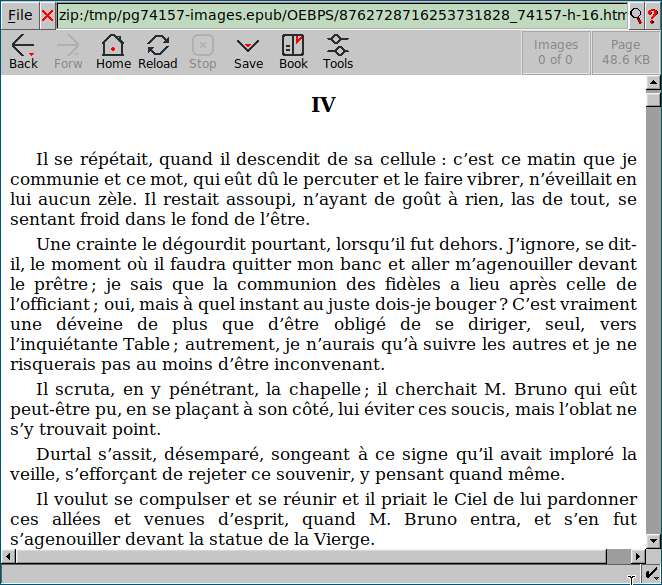 File
zip:/tmp/pg74157-images.epub/OEBPS/8762728716253731828_74157-h-16.htm
?
Back
Forw
Home
Reload
Stop
Save
Book
Tools
Images
0 of 0
Page
48.6 KB
IV
Il se répétait, quand il descendit de sa cellule : c’est ce matin que je
communie et ce mot, qui eût dû le percuter et le faire vibrer, n’éveillait en
lui aucun zèle. Il restait assoupi, n’ayant de goût à rien, las de tout, se
sentant froid dans le fond de l’être.
Une crainte le dégourdit pourtant, lorsqu’il fut dehors. J’ignore, se dit-
il, le moment où il faudra quitter mon banc et aller m’agenouiller devant
le prêtre ; je sais que la communion des fidèles a lieu après celle de
l’officiant ; oui, mais à quel instant au juste dois-je bouger ? C’est vraiment
une déveine de plus que d’être obligé de se diriger, seul, vers
l’inquiétante Table ; autrement, je n’aurais qu’à suivre les autres et je ne
risquerais pas au moins d’être inconvenant.
Il scruta, en y pénétrant, la chapelle ; il cherchait M. Bruno qui eût
peut-être pu, en se plaçant à son côté, lui éviter ces soucis, mais l’oblat ne
s’y trouvait point.
Durtal s’assit, désemparé, songeant à ce signe qu’il avait imploré la
veille, s’efforçant de rejeter ce souvenir, y pensant quand même.
Il voulut se compulser et se réunir et il priait le Ciel de lui pardonner
ces allées et venues d’esprit, quand M. Bruno entra, et s’en fut
s’agenouiller devant la statue de la Vierge.